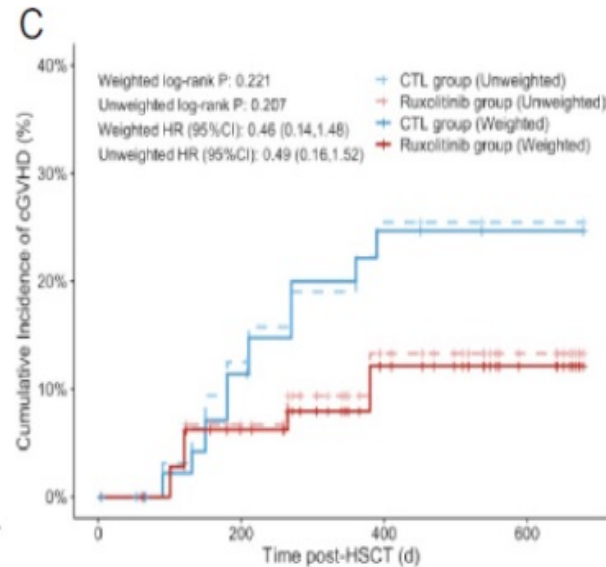 C
40%
30%
20%
10%
0%
Cumulative Incidence of cGVHD (%)
Weighted log-rank P: 0.221
Unweighted log-rank P: 0.207
Weighted HR (95%CI): 0.46 (0.14,1.48)
Unweighted HR (95%CI): 0.49 (0.16,1.52)
CTL group (Unweighted)
Ruxolitinib group (Unweighted)
CTL group (Weighted)
Ruxolitinib group (Weighted)
0
200
400
600
Time post-HSCT (d)